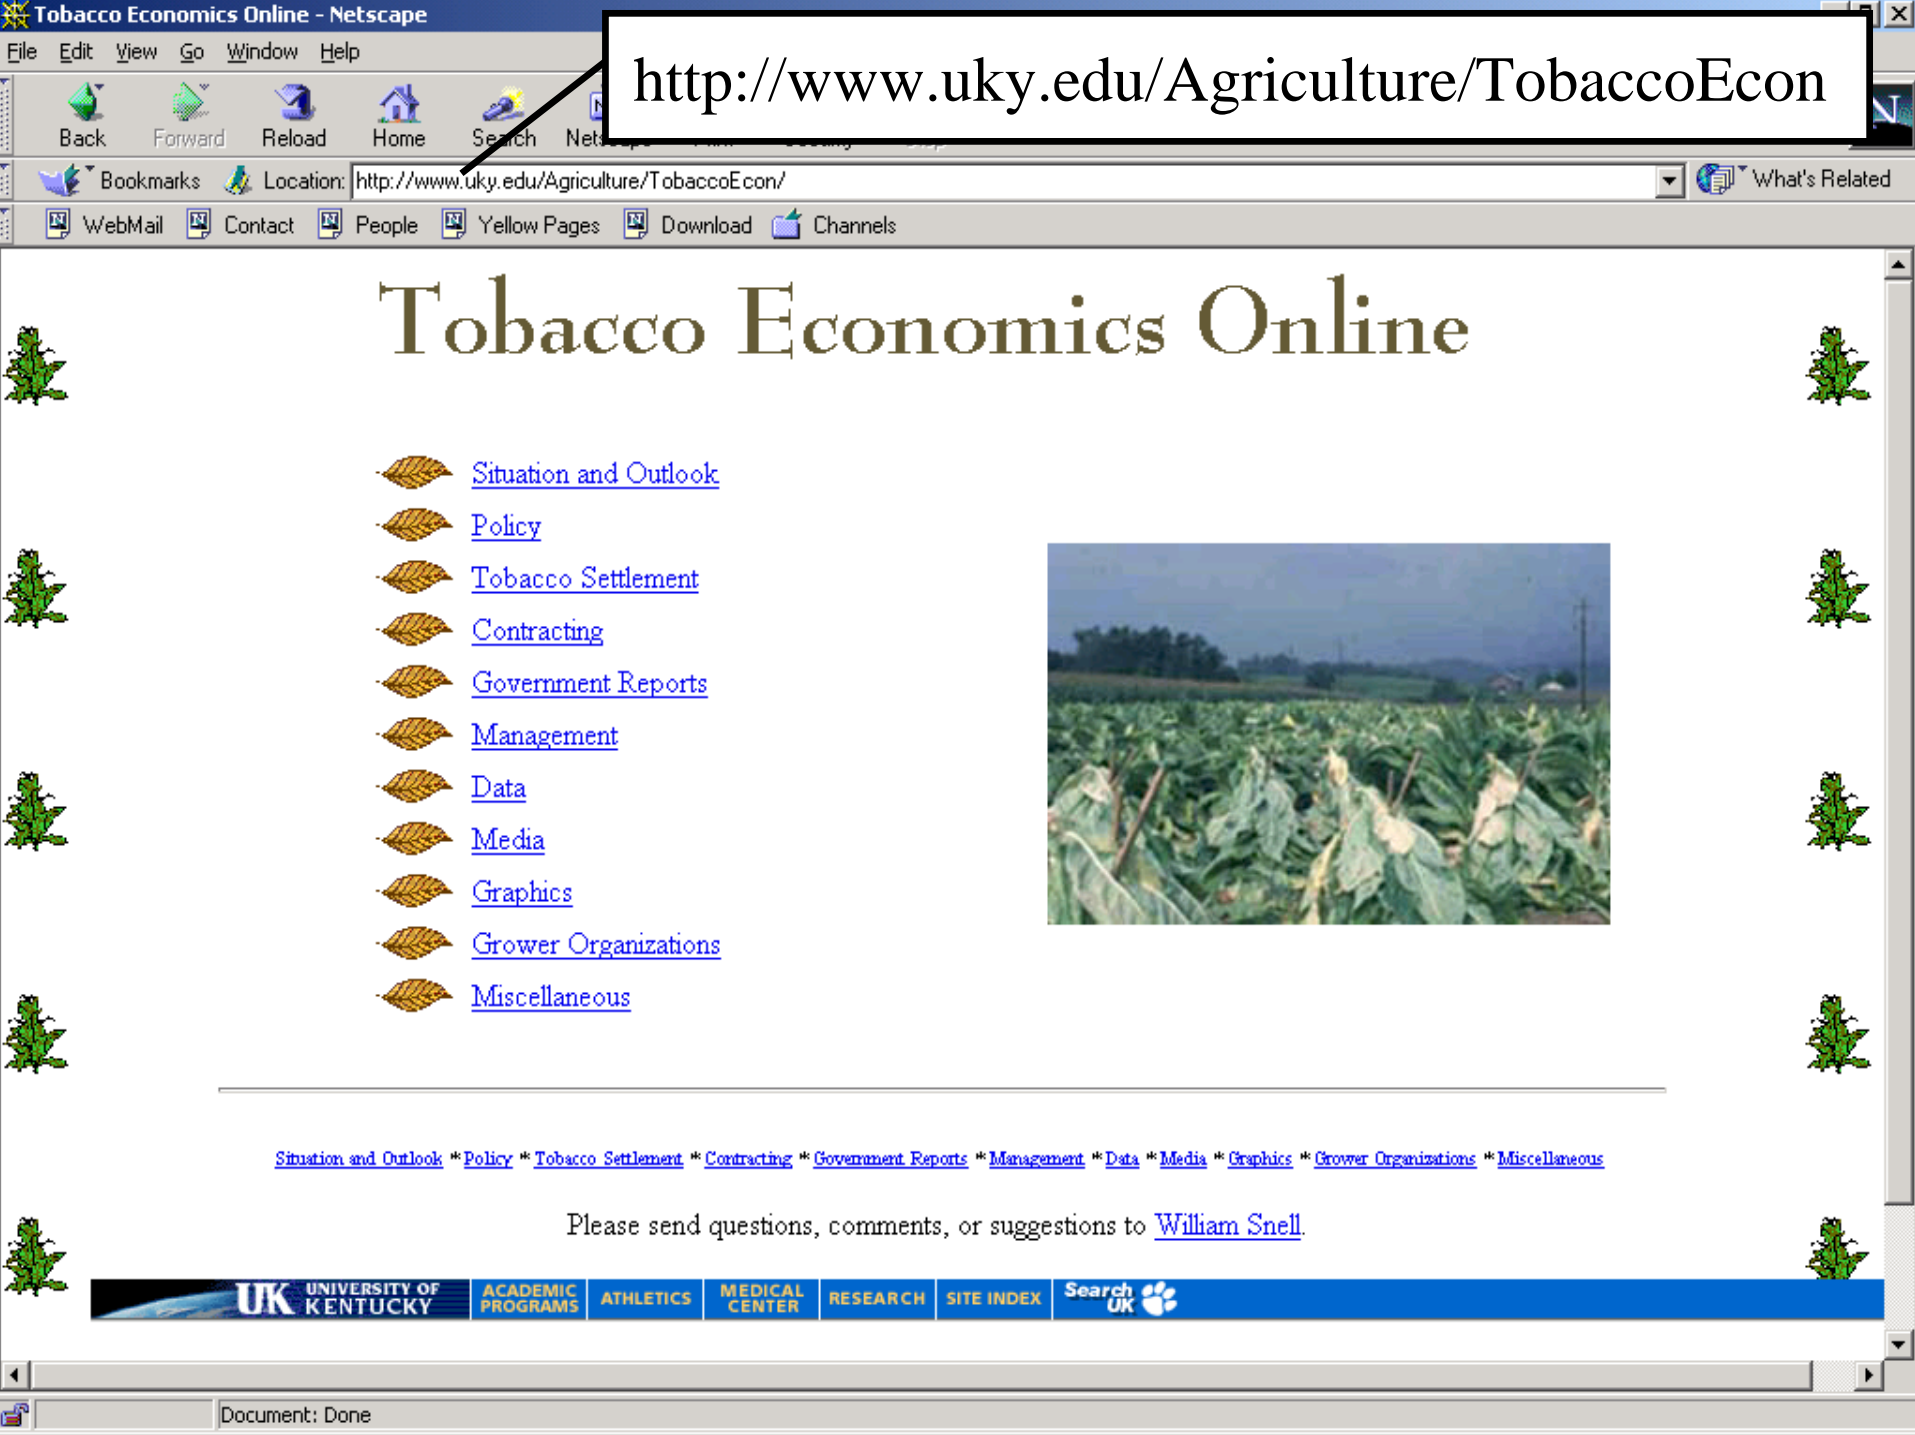 Tobacco Economics Online - Netscape
File Edit View Go Window Help
http://www.uky.edu/Agriculture/TobaccoEcon
Back Forward Reload Home Search
Bookmarks Location: http://www.uky.edu/Agriculture/TobaccoEcon/ What's Related
WebMail Contact People Yellow Pages Download Channels
Tobacco Economics Online
Situation and Outlook
Policy
Tobacco Settlement
Contracting
Government Reports
Management
Data
Media
Graphics
Grower Organizations
Miscellaneous
Situation and Outlook * Policy * Tobacco Settlement * Contracting * Government Reports * Management * Data * Media * Graphics * Grower Organizations * Miscellaneous
Please send questions, comments, or suggestions to William Snell.
UK UNIVERSITY OF KENTUCKY ACADEMIC PROGRAMS ATHLETICS MEDICAL CENTER RESEARCH SITE INDEX Search UK
Document: Done